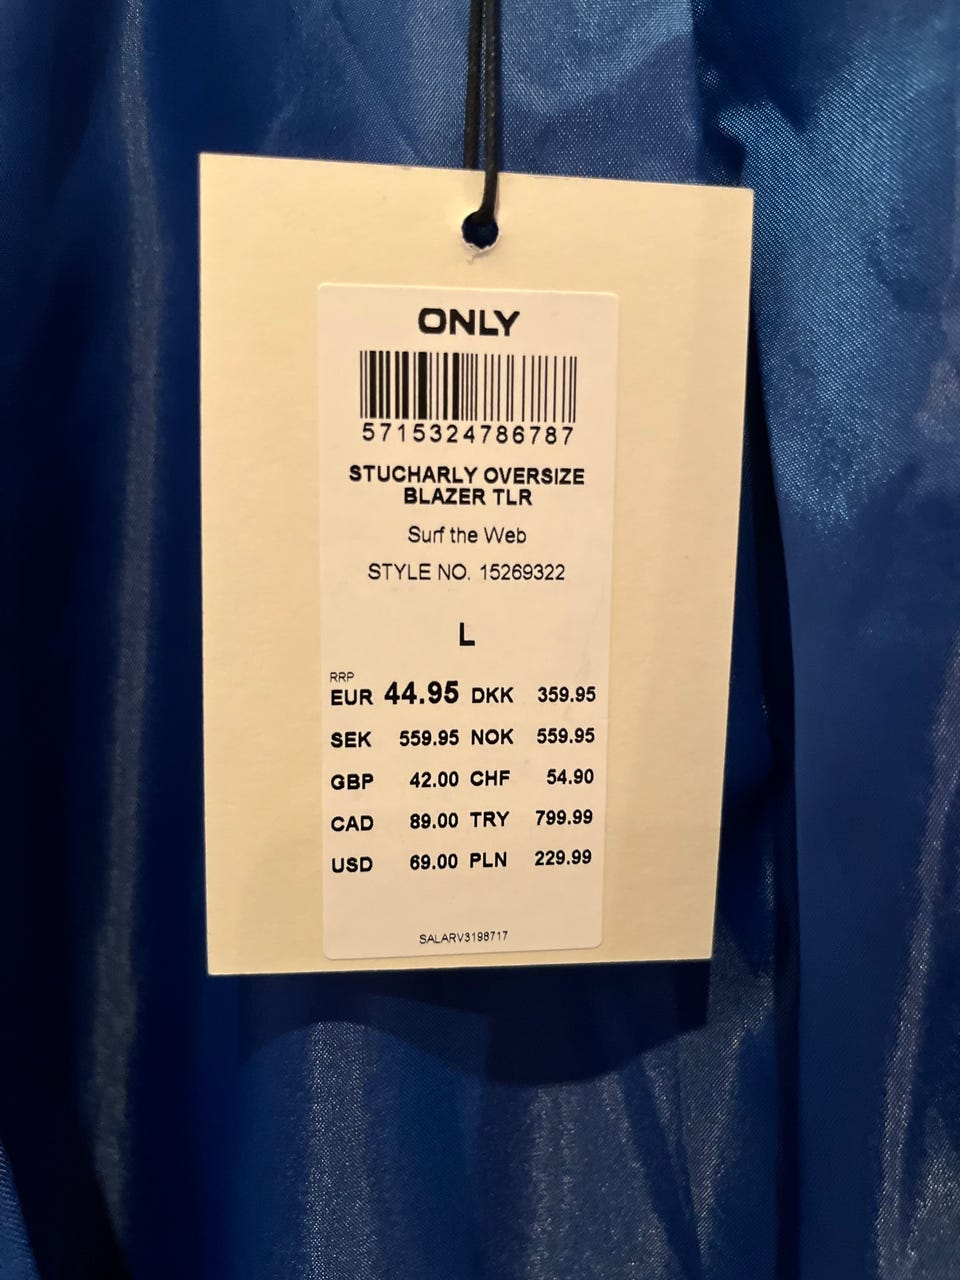 ONLY
5715324786787
STUCHARLY OVERSIZE
BLAZER TLR
Surf the Web
STYLE NO. 15269322
L
RRP
EUR 44.95 DKK 359.95
SEK 559.95 NOK 559.95
GBP 42.00 CHF 54.90
CAD 89.00 TRY 799.99
USD 69.00 PLN 229.99
SALARV3198717